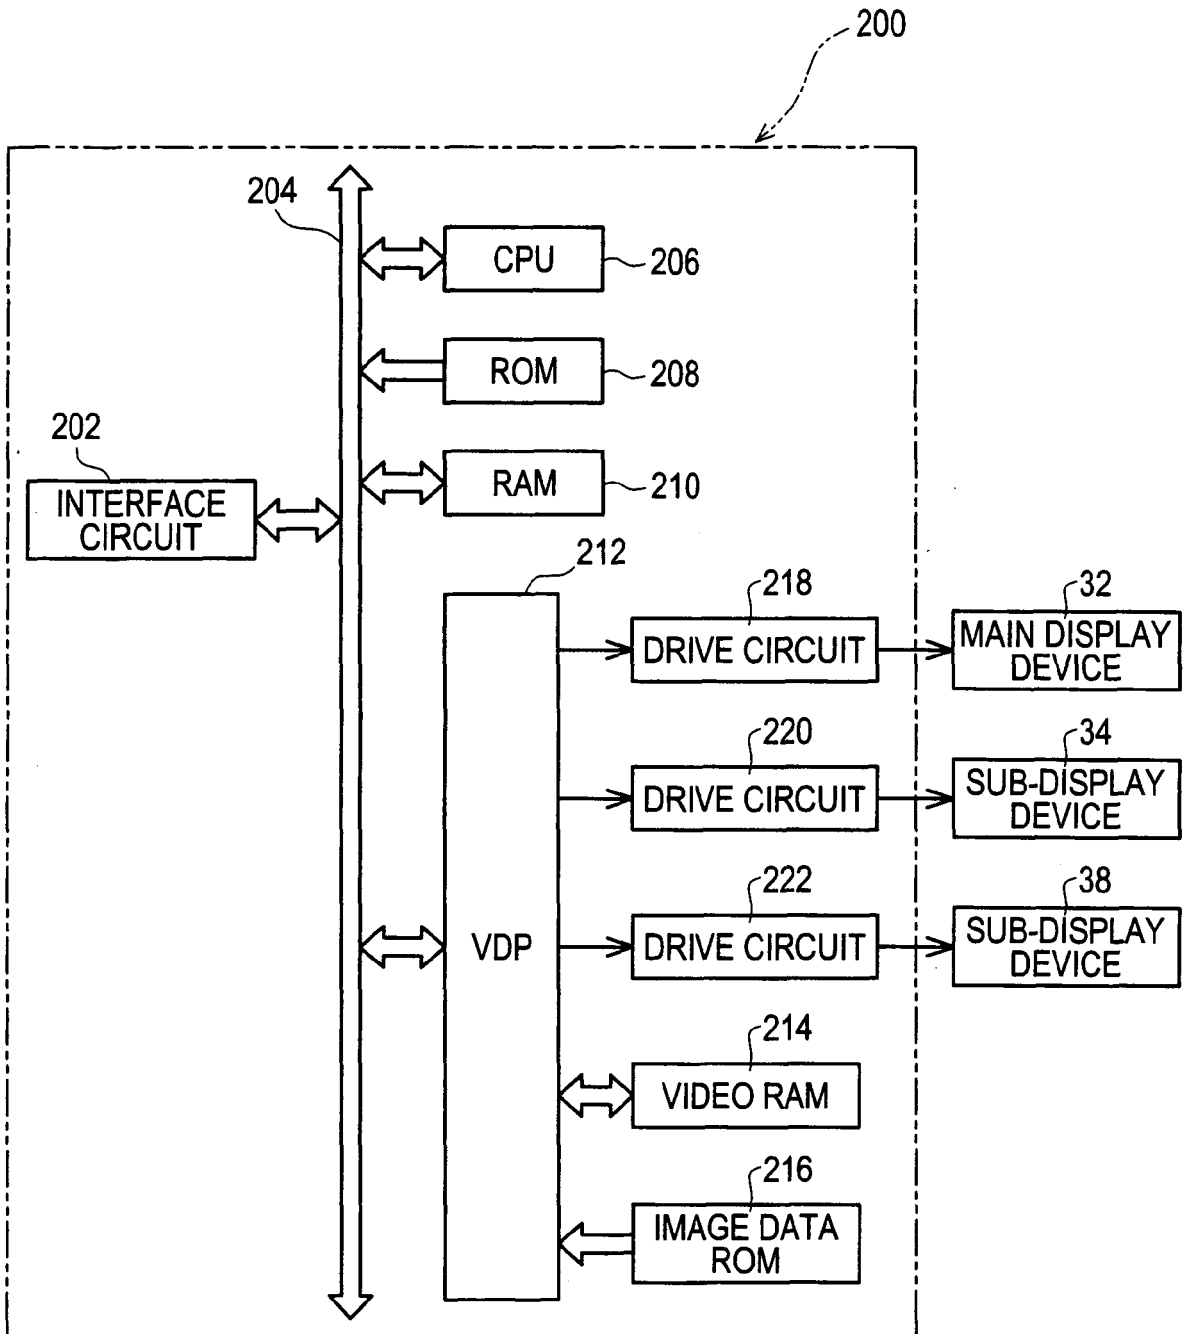 200
204
CPU
206
ROM
208
202
RAM
210
INTERFACE
CIRCUIT
212
218
32
DRIVE CIRCUIT
MAIN DISPLAY
DEVICE
220
34
DRIVE CIRCUIT
SUB-DISPLAY
DEVICE
222
38
VDP
DRIVE CIRCUIT
SUB-DISPLAY
DEVICE
214
VIDEO RAM
216
IMAGE DATA
ROM